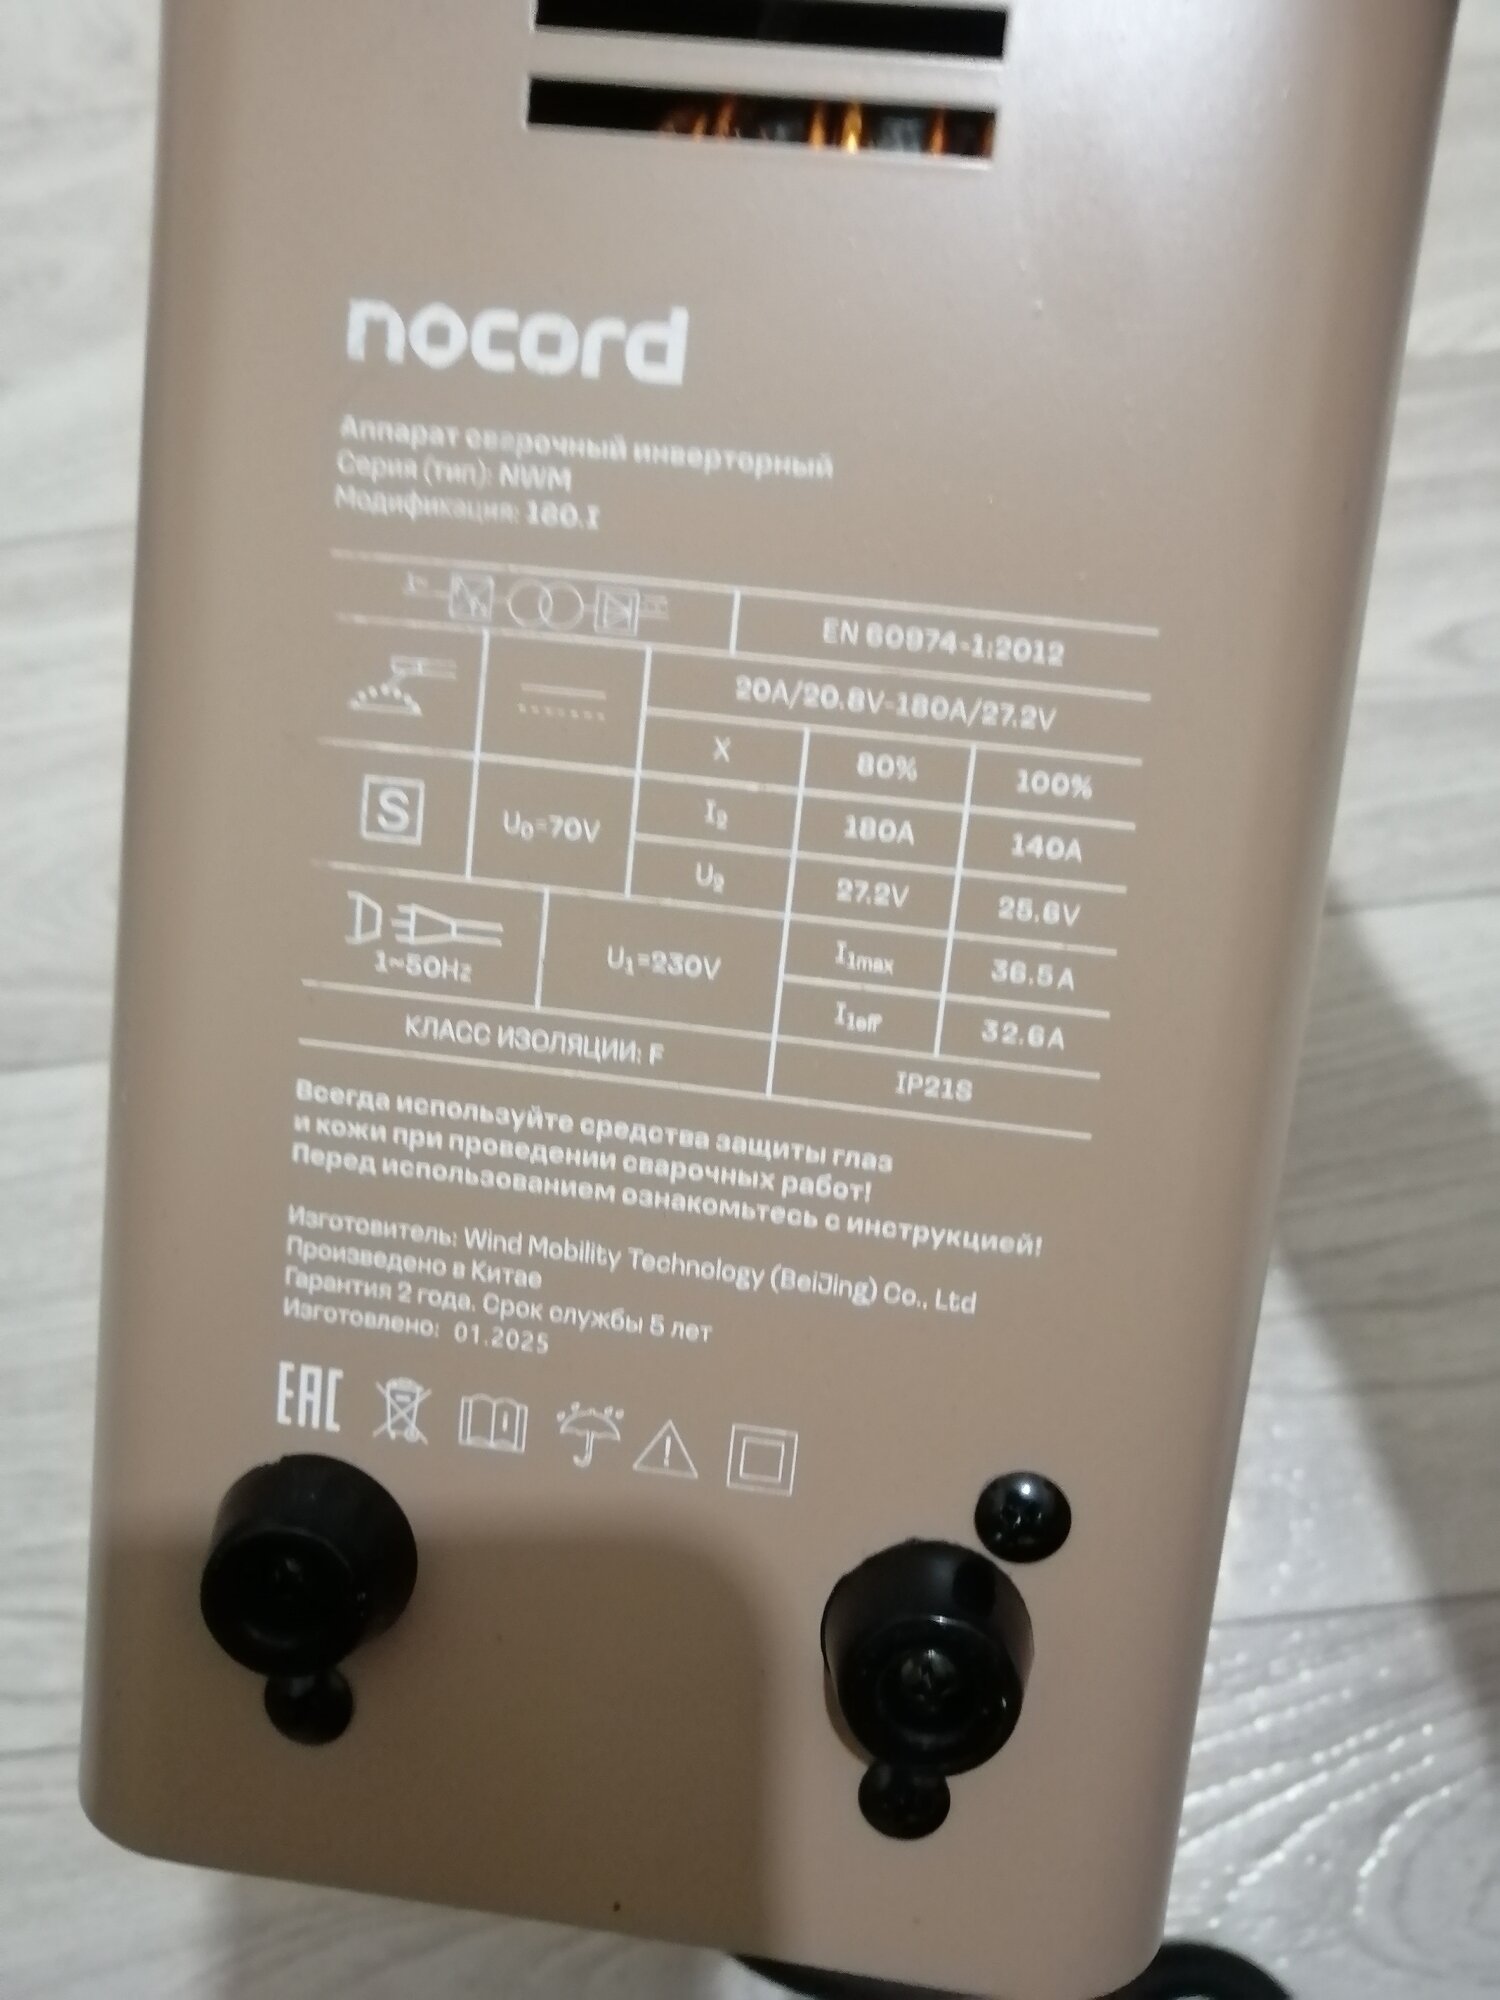 nocord
Аппарат сварочный инверторный
Серия (тип): NWM
Модификация: 180.I
1~
EN 60974-1:2012
20A/20.8V-180A/27.2V
X 80% 100%
S U₀=70V I₂ 180A 140A
U₂ 27.2V 25.6V
1~50Hz U₁=230V I₁max 36.5A
I₁eff 32.6A
КЛАСС ИЗОЛЯЦИИ: F IP21S
Всегда используйте средства защиты глаз
и кожи при проведении сварочных работ!
Перед использованием ознакомьтесь с инструкцией!
Изготовитель: Wind Mobility Technology (BeiJing) Co., Ltd
Произведено в Китае
Гарантия 2 года. Срок службы 5 лет
Изготовлено: 01.2025
EAC